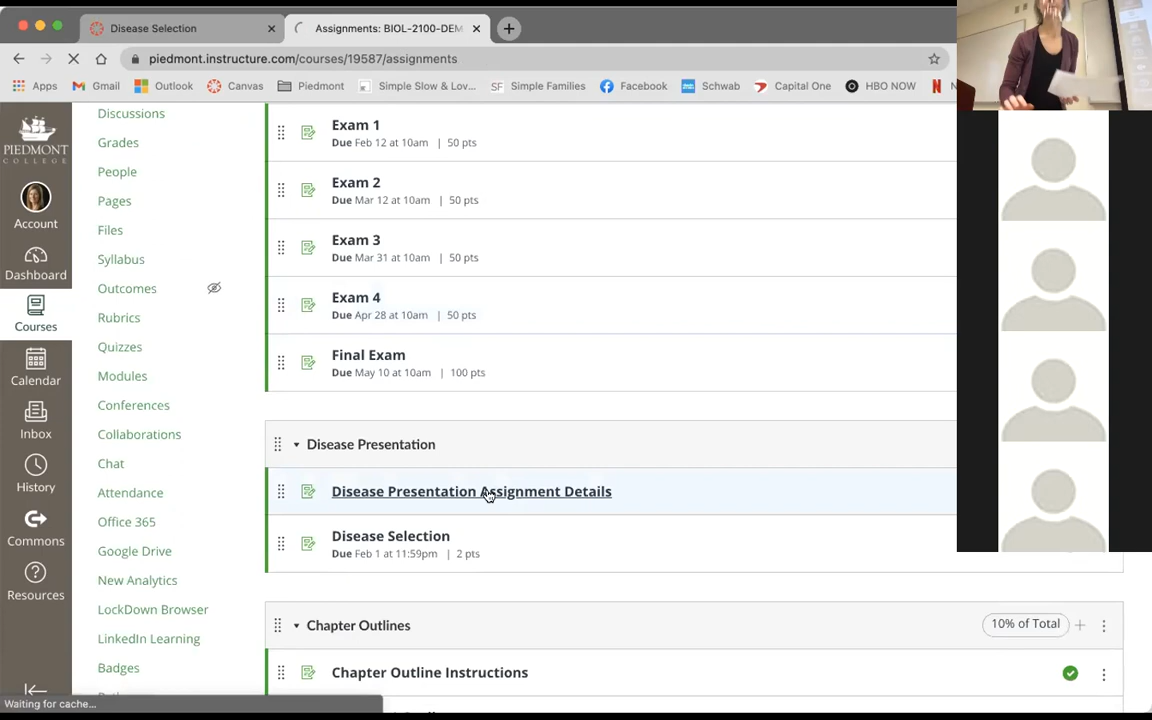 Disease Selection
Assignments: BIOL-2100-DEM
piedmont.instructure.com/courses/19587/assignments
Apps
Gmail
Outlook
Canvas
Piedmont
Simple Slow & Lov...
SF Simple Families
Facebook
Schwab
Capital One
HBO NOW
N
PIEDMONT
COLLEGE
Account
Dashboard
Courses
Calendar
Inbox
History
Commons
Resources
Discussions
Grades
People
Pages
Files
Syllabus
Outcomes
Rubrics
Quizzes
Modules
Conferences
Collaborations
Chat
Attendance
Office 365
Google Drive
New Analytics
LockDown Browser
LinkedIn Learning
Badges
Exam 1
Due Feb 12 at 10am | 50 pts
Exam 2
Due Mar 12 at 10am | 50 pts
Exam 3
Due Mar 31 at 10am | 50 pts
Exam 4
Due Apr 28 at 10am | 50 pts
Final Exam
Due May 10 at 10am | 100 pts
Disease Presentation
Disease Presentation Assignment Details
Disease Selection
Due Feb 1 at 11:59pm | 2 pts
Chapter Outlines
10% of Total
Chapter Outline Instructions
Waiting for cache...